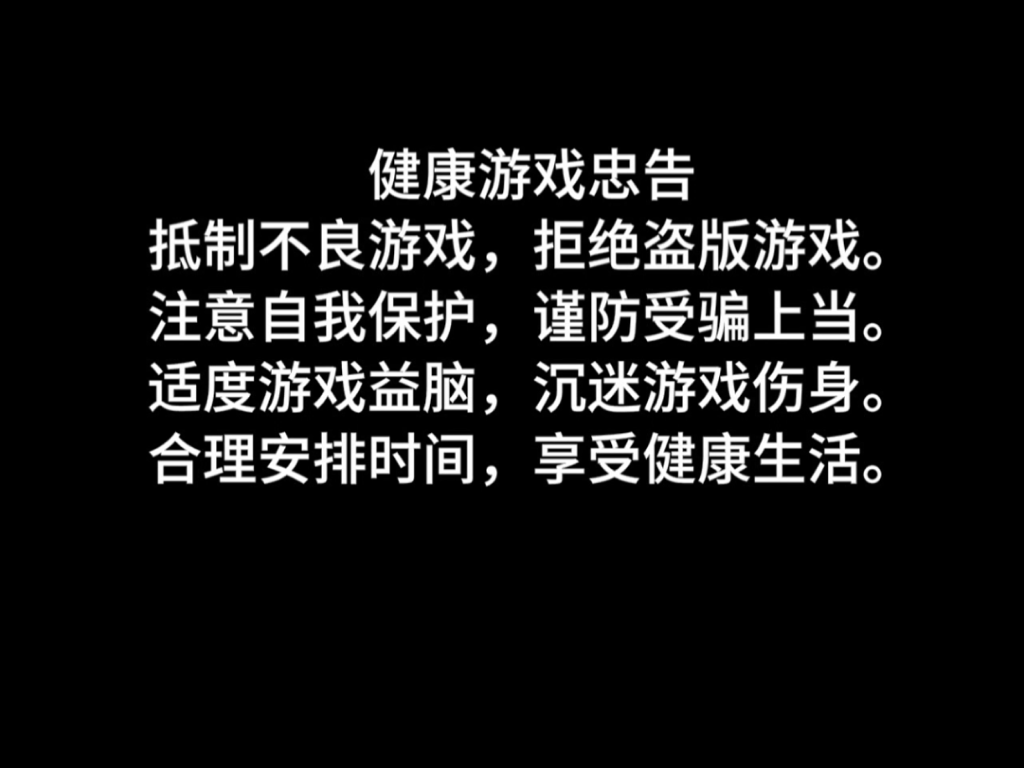 健康游戏忠告
抵制不良游戏，拒绝盗版游戏。
注意自我保护，谨防受骗上当。
适度游戏益脑，沉迷游戏伤身。
合理安排时间，享受健康生活。